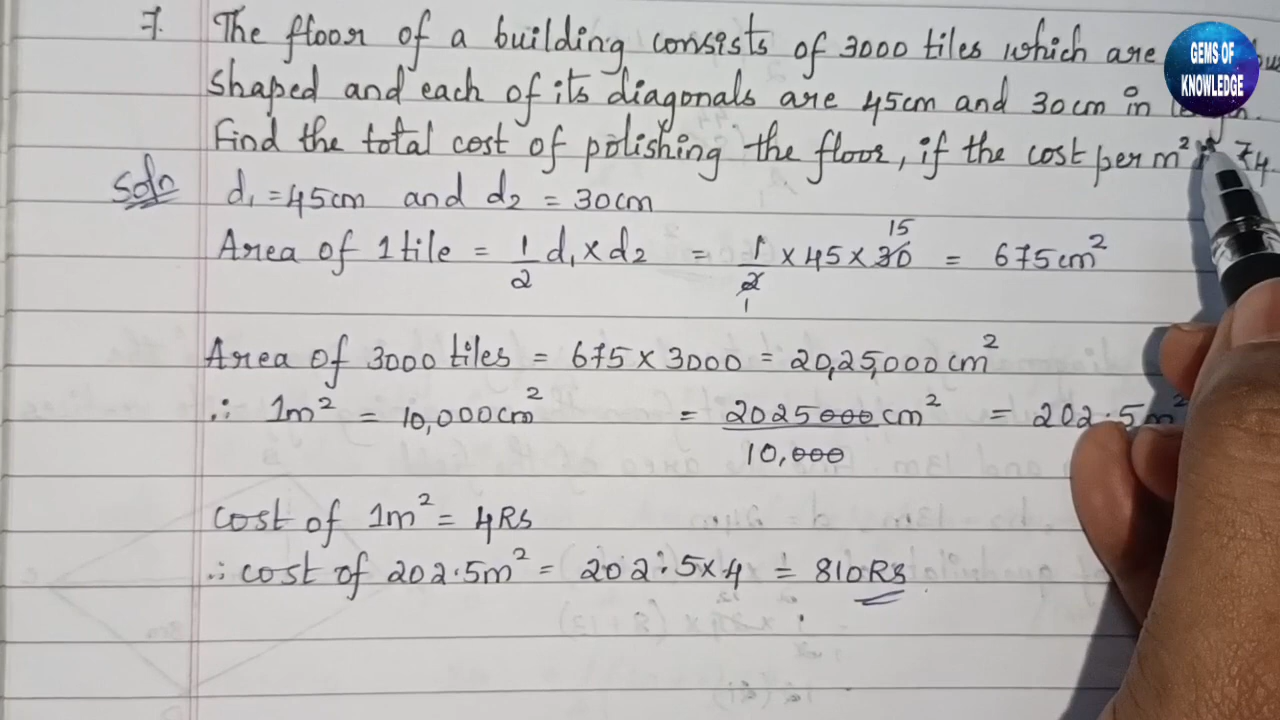 7. The floor of a building consists of 3000 tiles which are
GEMS OF
KNOWLEDGE
shaped and each of its diagonals are 45cm and 30cm in
Find the total cost of polishing the floor, if the cost per m² ₹4.
Soln d₁ = 45cm and d₂ = 30cm
Area of 1 tile = 1/2 d₁ × d₂ = 1/2 × 45 × 30 = 675cm²
15
1
Area of 3000 tiles = 675 × 3000 = 20,25,000 cm²
∴ 1m² = 10,000cm² = 2025000cm²/10,000 = 202.5m²
Cost of 1m² = 4RS
∴ cost of 202.5m² = 202.5×4 = 810RS